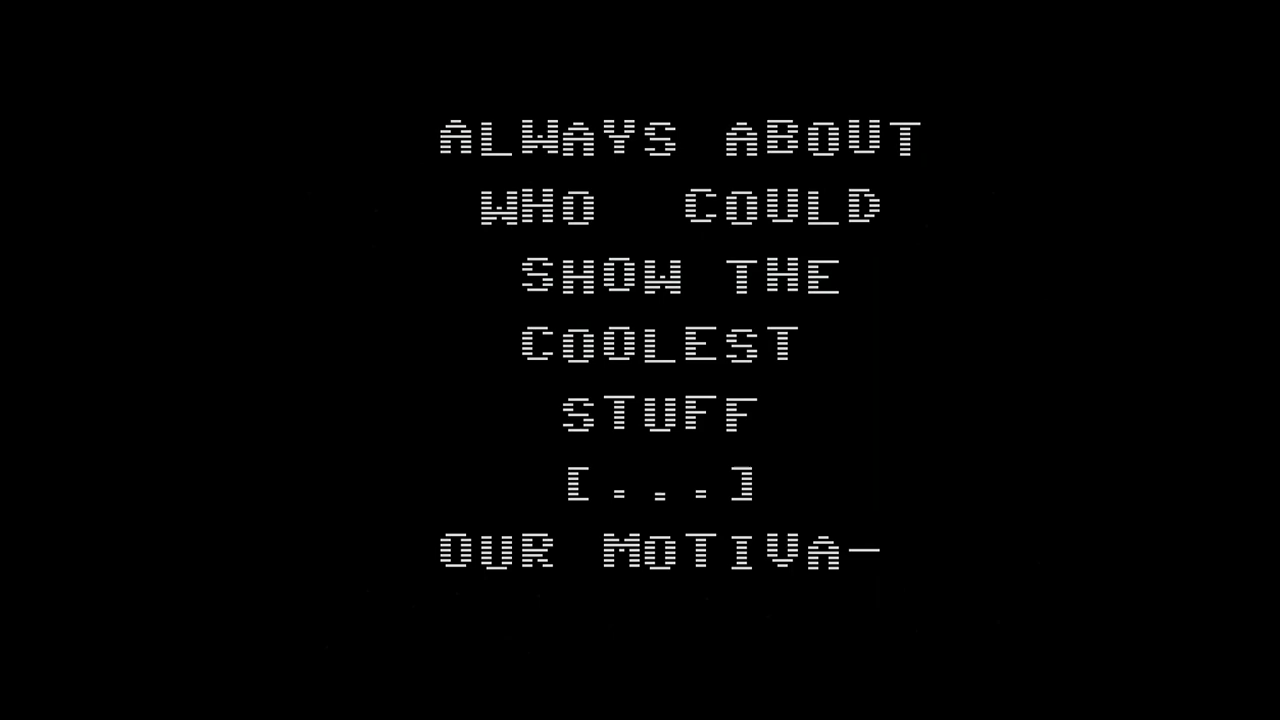 ALWAYS ABOUT
WHO COULD
SHOW THE
COOLEST
STUFF
[...]
OUR MOTIVA-